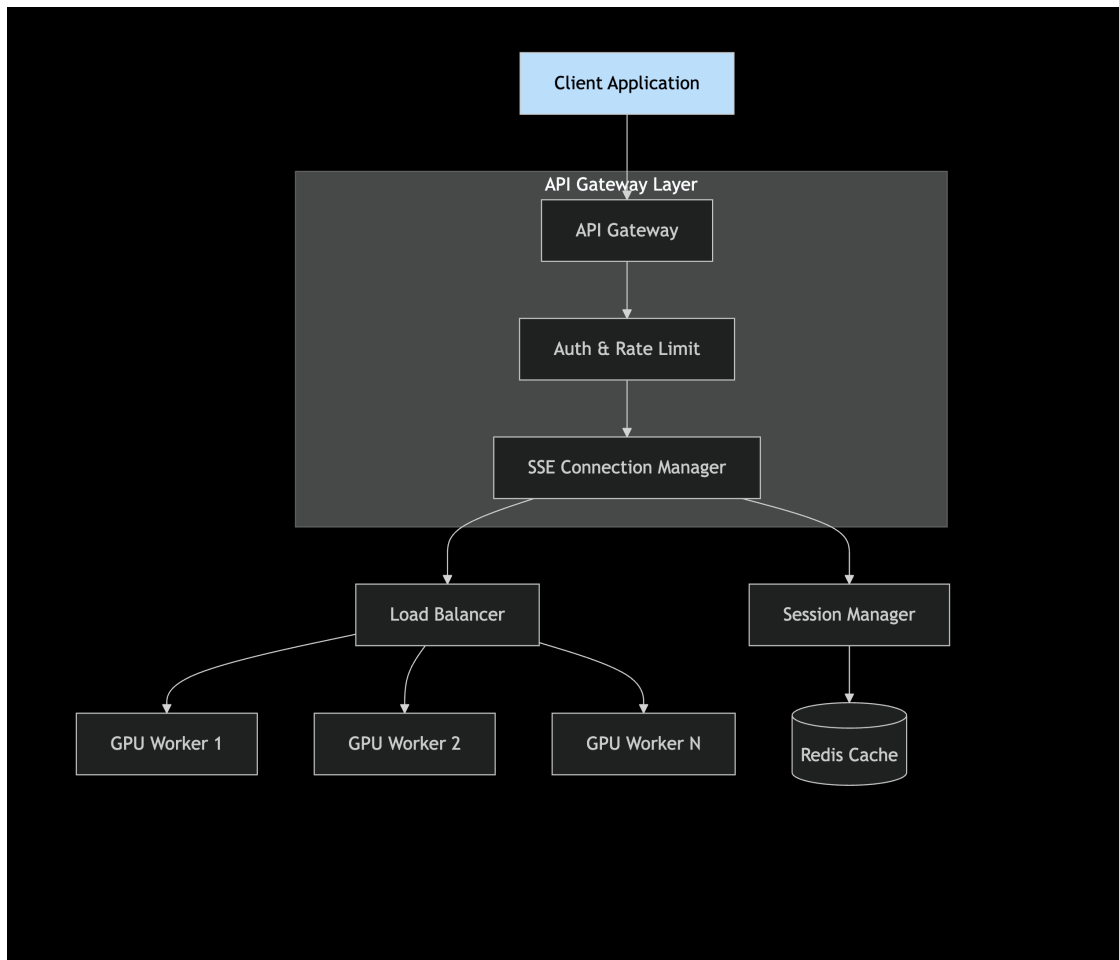 Client Application
API Gateway Layer
API Gateway
Auth & Rate Limit
SSE Connection Manager
Load Balancer
Session Manager
GPU Worker 1
GPU Worker 2
GPU Worker N
Redis Cache